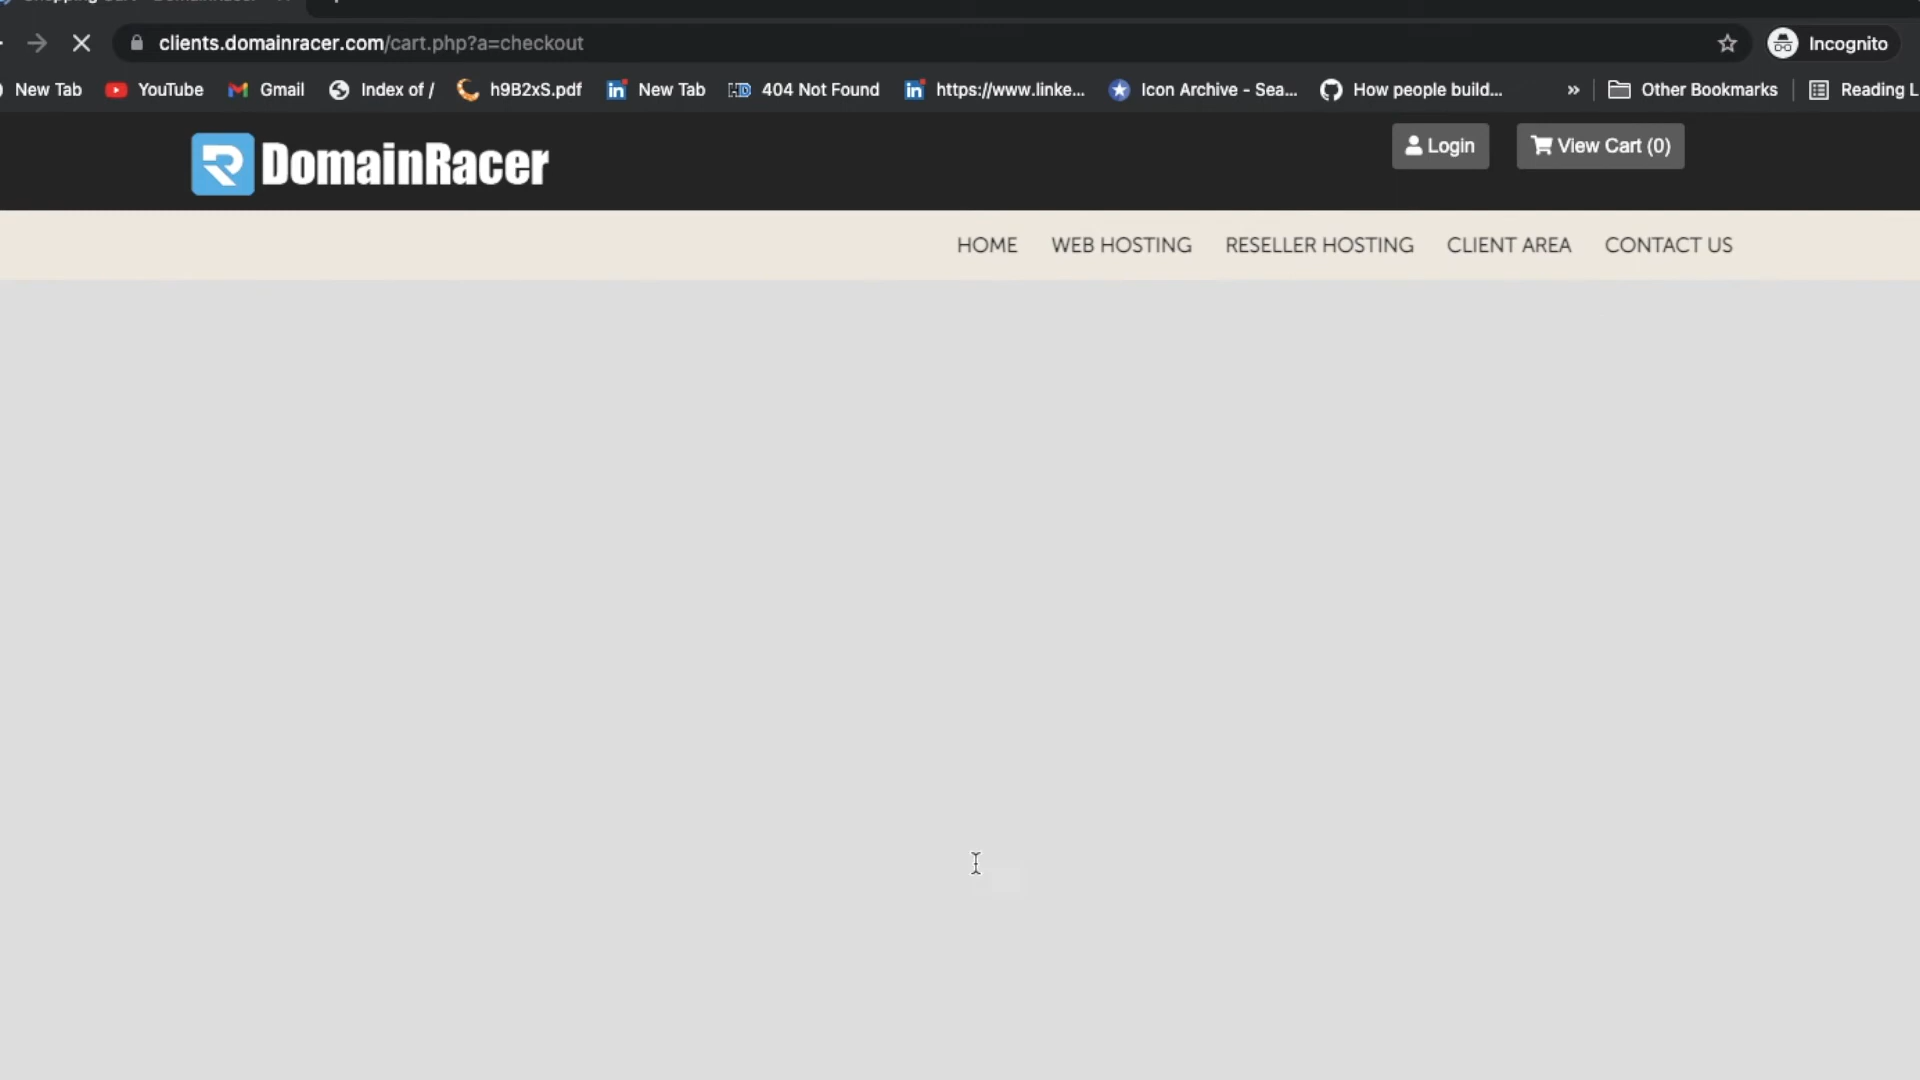 clients.domainracer.com/cart.php?a=checkout
Incognito
New Tab
YouTube
Gmail
Index of /
h9B2xS.pdf
New Tab
404 Not Found
https://www.linke...
Icon Archive - Sea...
How people build...
»
Other Bookmarks
Reading L
DomainRacer
Login
View Cart (0)
HOME
WEB HOSTING
RESELLER HOSTING
CLIENT AREA
CONTACT US